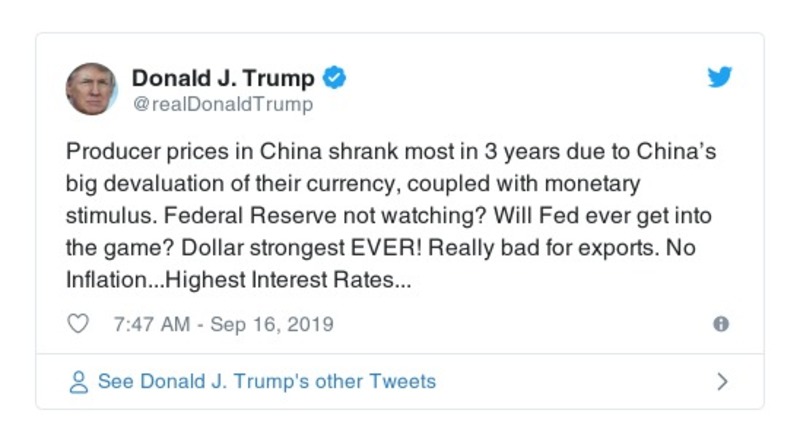 Donald J. Trump
@realDonaldTrump
Producer prices in China shrank most in 3 years due to China’s
big devaluation of their currency, coupled with monetary
stimulus. Federal Reserve not watching? Will Fed ever get into
the game? Dollar strongest EVER! Really bad for exports. No
Inflation...Highest Interest Rates...
7:47 AM - Sep 16, 2019
See Donald J. Trump's other Tweets